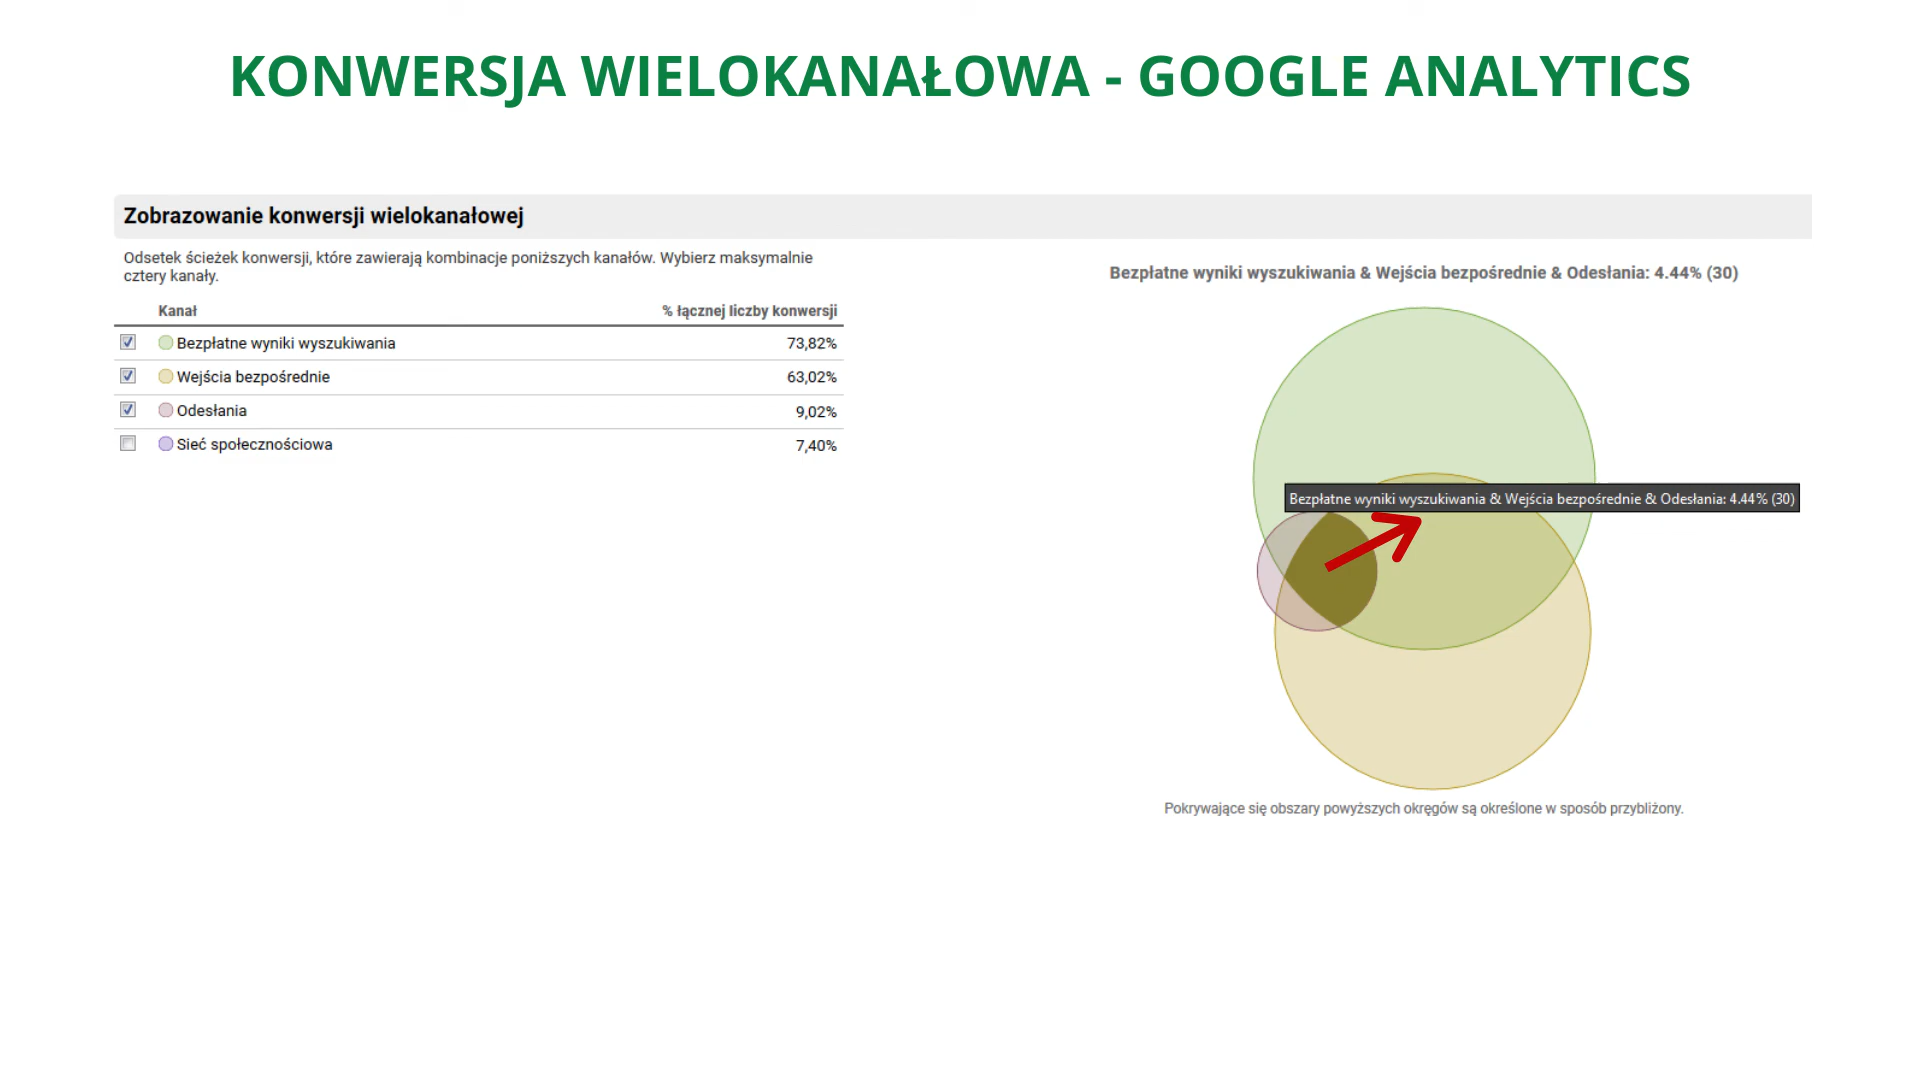 KONWERSJA WIELOKANAŁOWA - GOOGLE ANALYTICS
Zobrazowanie konwersji wielokanałowej
Odsetek ścieżek konwersji, które zawierają kombinacje poniższych kanałów. Wybierz maksymalnie
cztery kanały.
Kanał % łącznej liczby konwersji
Bezpłatne wyniki wyszukiwania 73,82%
Wejścia bezpośrednie 63,02%
Odesłania 9,02%
Sieć społecznościowa 7,40%
Bezpłatne wyniki wyszukiwania & Wejścia bezpośrednie & Odesłania: 4.44% (30)
Bezpłatne wyniki wyszukiwania & Wejścia bezpośrednie & Odesłania: 4.44% (30)
Pokrywające się obszary powyższych okręgów są określone w sposób przybliżony.